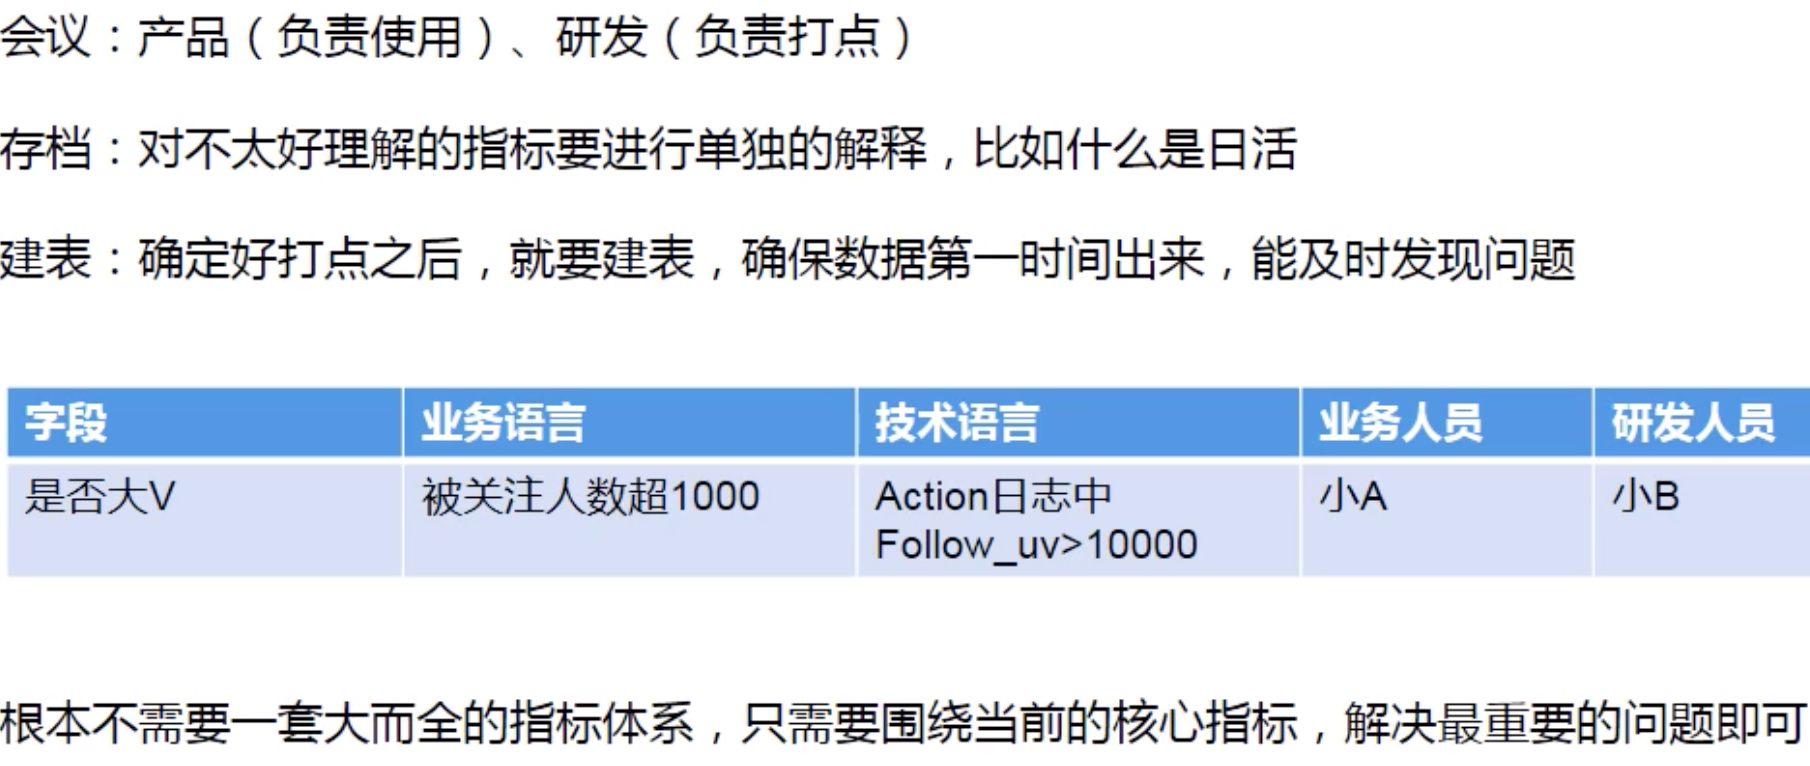 会议：产品（负责使用）、研发（负责打点）
存档：对不太好理解的指标要进行单独的解释，比如什么是日活
建表：确定好打点之后，就要建表，确保数据第一时间出来，能及时发现问题
字段 业务语言 技术语言 业务人员 研发人员
是否大V 被关注人数超1000 Action日志中 小A 小B
Follow_uv>10000
根本不需要一套大而全的指标体系，只需要围绕当前的核心指标，解决最重要的问题即可